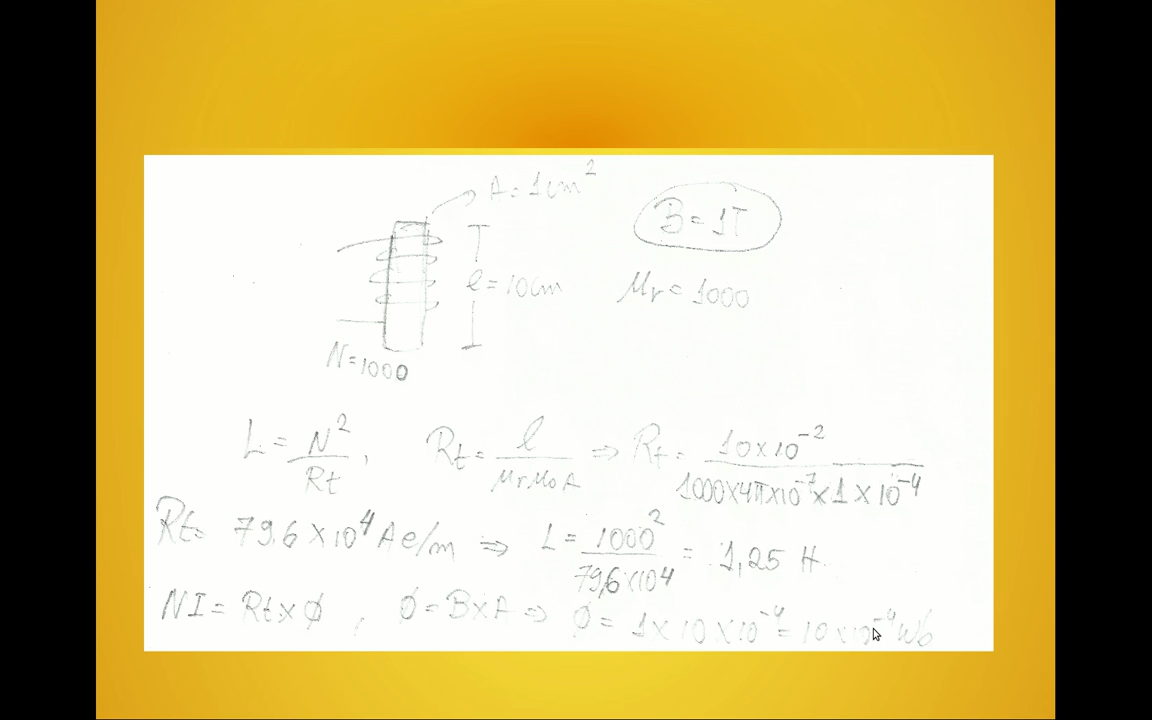 A = 1cm²
B = 1T
l = 10cm
μr = 1000
N = 1000
L = N²/Rt, Rt = l/μrμ0A ⇒ Rt = 10×10⁻²/1000×4π×10⁻⁷×1×10⁻⁴
Rt = 79,6 × 10⁴ Ae/m ⇒ L = 1000²/79,6×10⁴ = 1,25 H
NI = Rt × Ø, Ø = B×A ⇒ Ø = 1×10×10⁻⁴ = 10×10⁻⁴ Wb